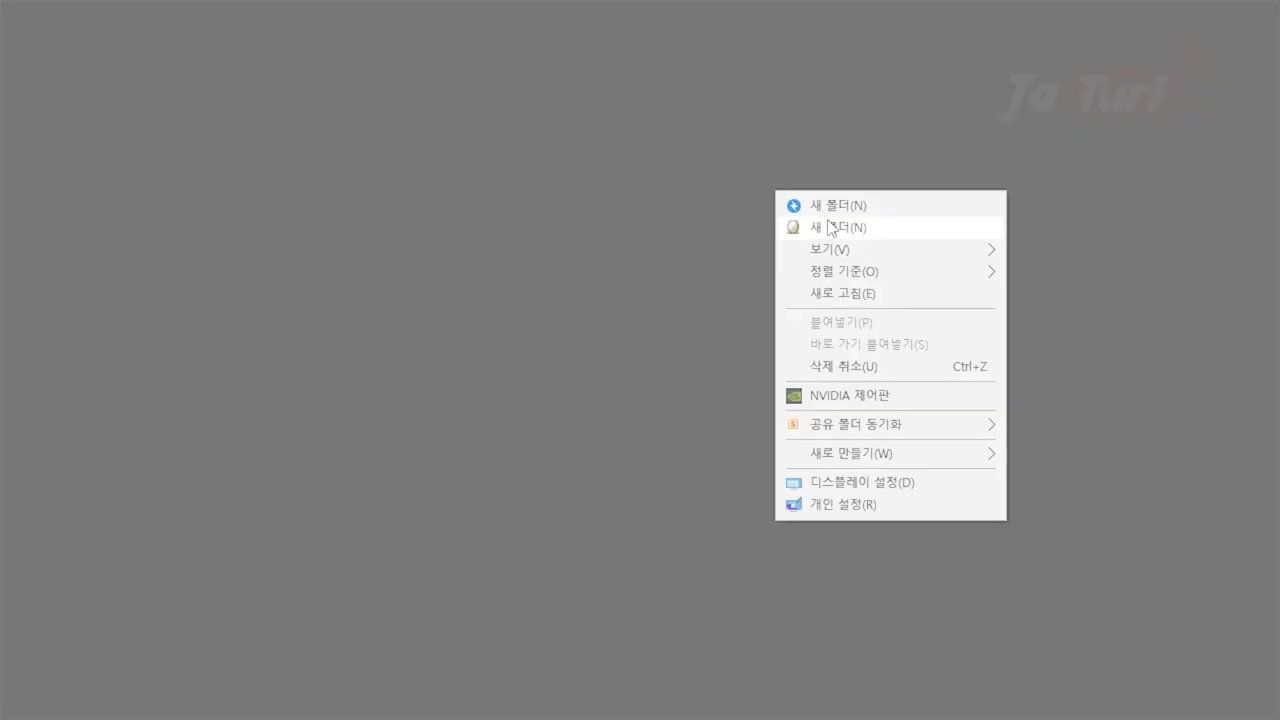 Ja Turi
새 폴더(N)
새 폴더(N)
보기(V)
정렬 기준(O)
새로 고침(E)
붙여넣기(P)
바로 가기 붙여넣기(S)
삭제 취소(U) Ctrl+Z
NVIDIA 제어판
공유 폴더 동기화
새로 만들기(W)
디스플레이 설정(D)
개인 설정(R)